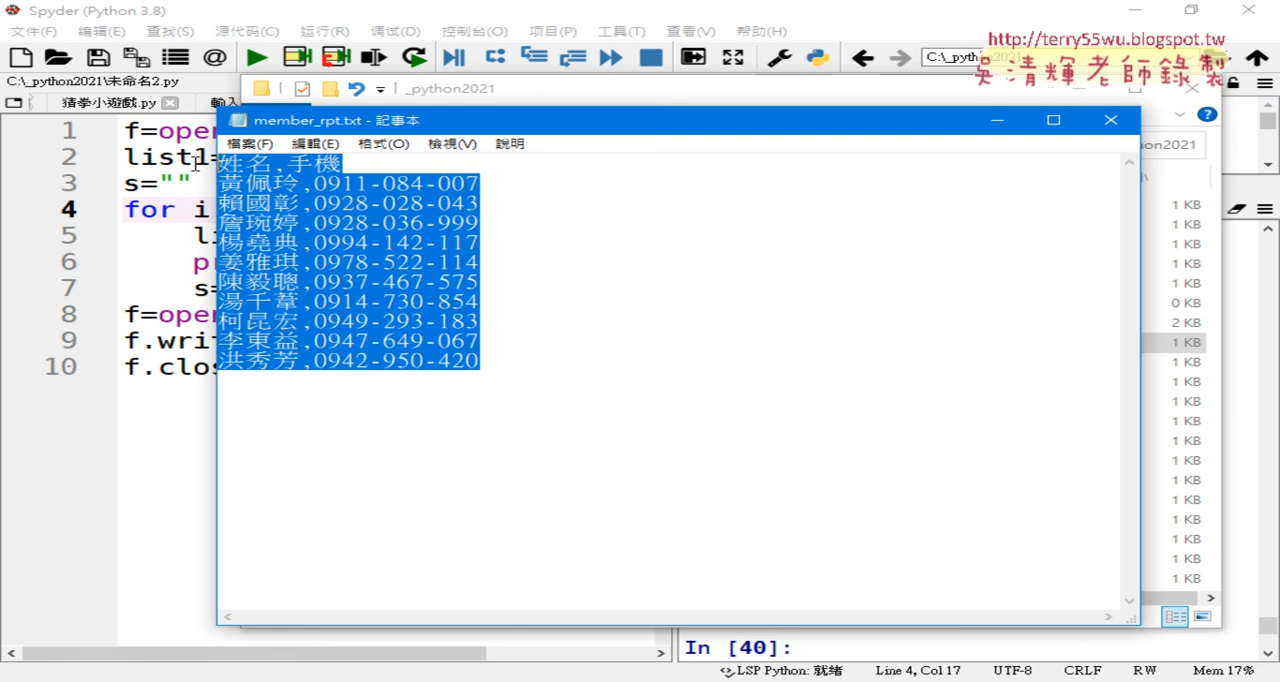 Spyder (Python 3.8)
文件(F) 编辑(E) 查找(S) 源代码(C) 运行(R) 调试(D) 控制台(O) 项目(P) 工具(T) 查看(V) 帮助(H)
http://terry55wu.blogspot.tw
吳清輝老師錄製
C:\_python2021\未命名2.py
_python2021
猜拳小遊戲.py
member_rpt.txt - 記事本
檔案(F) 編輯(E) 格式(O) 檢視(V) 說明
姓名,手機
黃佩玲,0911-084-007
賴國彰,0928-028-043
詹琬婷,0928-036-999
楊堯典,0994-142-117
姜雅琪,0978-522-114
陳毅聰,0937-467-575
湯千葦,0914-730-854
柯昆宏,0949-293-183
李東益,0947-649-067
洪秀芳,0942-950-420
1 f=open
2 list1=
3 s=""
4 for i
5 li
6 p
7 s=
8 f=open
9 f.writ
10 f.clos
1 KB
1 KB
1 KB
1 KB
1 KB
0 KB
2 KB
1 KB
1 KB
1 KB
1 KB
1 KB
1 KB
1 KB
1 KB
1 KB
1 KB
1 KB
1 KB
1 KB
In [40]:
LSP Python: 就绪 Line 4, Col 17 UTF-8 CRLF RW Mem 17%